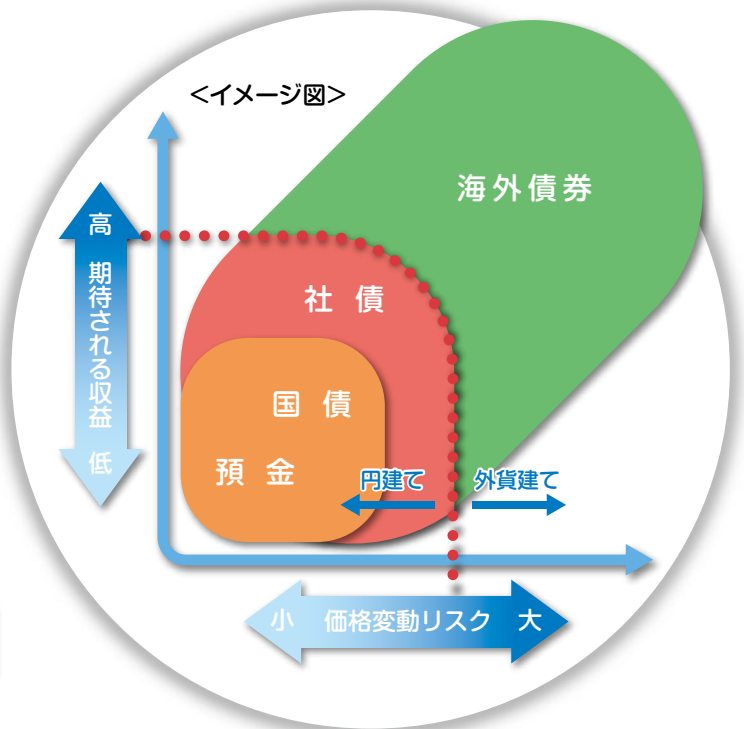 <イメージ図>
海外債券
高 期待される収益 低
社債
国債
預金
円建て
外貨建て
小 価格変動リスク 大